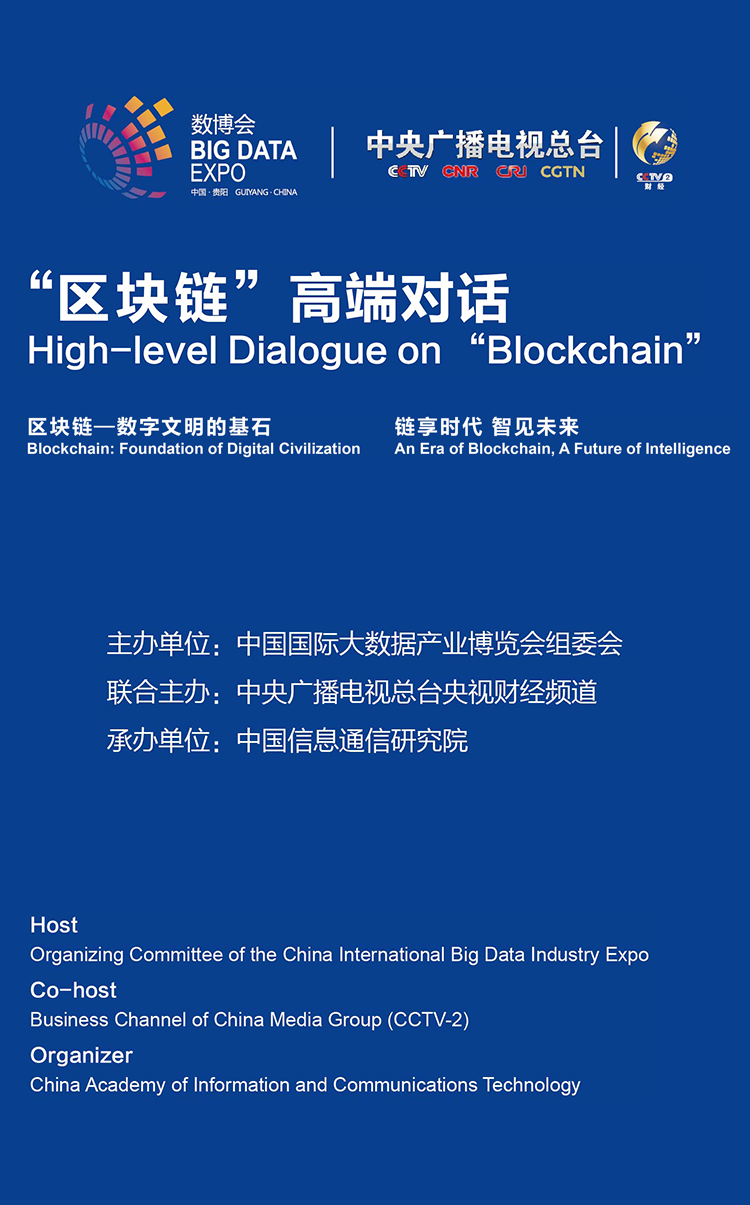 数博会
BIG DATA
EXPO
中国·贵阳 GUIYANG·CHINA
中央广播电视总台
CCTV CNR CRI CGTN
CCTV 2
财经
“区块链”高端对话
High-level Dialogue on “Blockchain”
区块链—数字文明的基石
Blockchain: Foundation of Digital Civilization
链享时代 智见未来
An Era of Blockchain, A Future of Intelligence
主办单位：中国国际大数据产业博览会组委会
联合主办：中央广播电视总台央视财经频道
承办单位：中国信息通信研究院
Host
Organizing Committee of the China International Big Data Industry Expo
Co-host
Business Channel of China Media Group (CCTV-2)
Organizer
China Academy of Information and Communications Technology